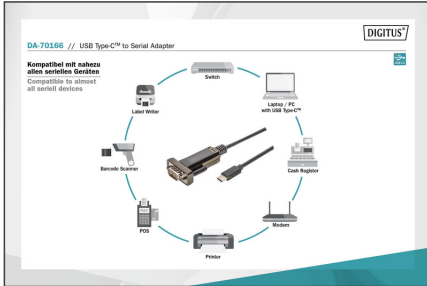 DIGITUS®
DA-70166 // USB Type-C™ to Serial Adapter
Kompatibel mit nahezu
allen seriellen Geräten
Compatible to almost
all seriell devices
Switch
Laptop / PC
with USB Type-C™
Cash Register
Modem
Printer
POS
Barcode Scanner
Label Writer